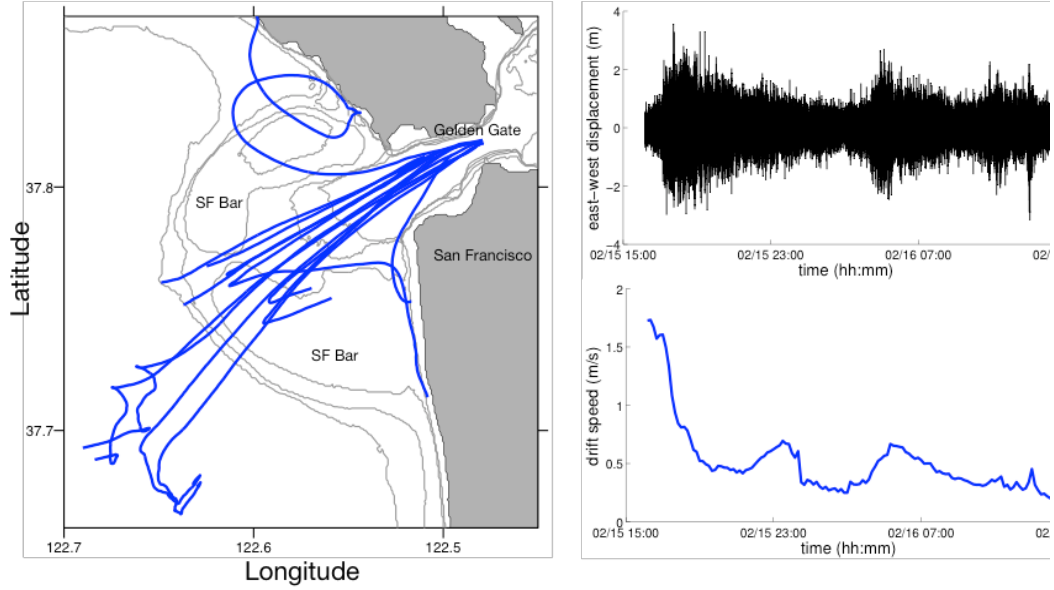 Golden Gate
SF Bar
San Francisco
SF Bar
37.8
37.7
Latitude
122.7
122.6
122.5
Longitude
4
2
0
−2
−4
east−west displacement (m)
02/15 15:00
02/15 23:00
02/16 07:00
02/
time (hh:mm)
2
1.5
1
0.5
0
drift speed (m/s)
02/15 15:00
02/15 23:00
02/16 07:00
02/
time (hh:mm)